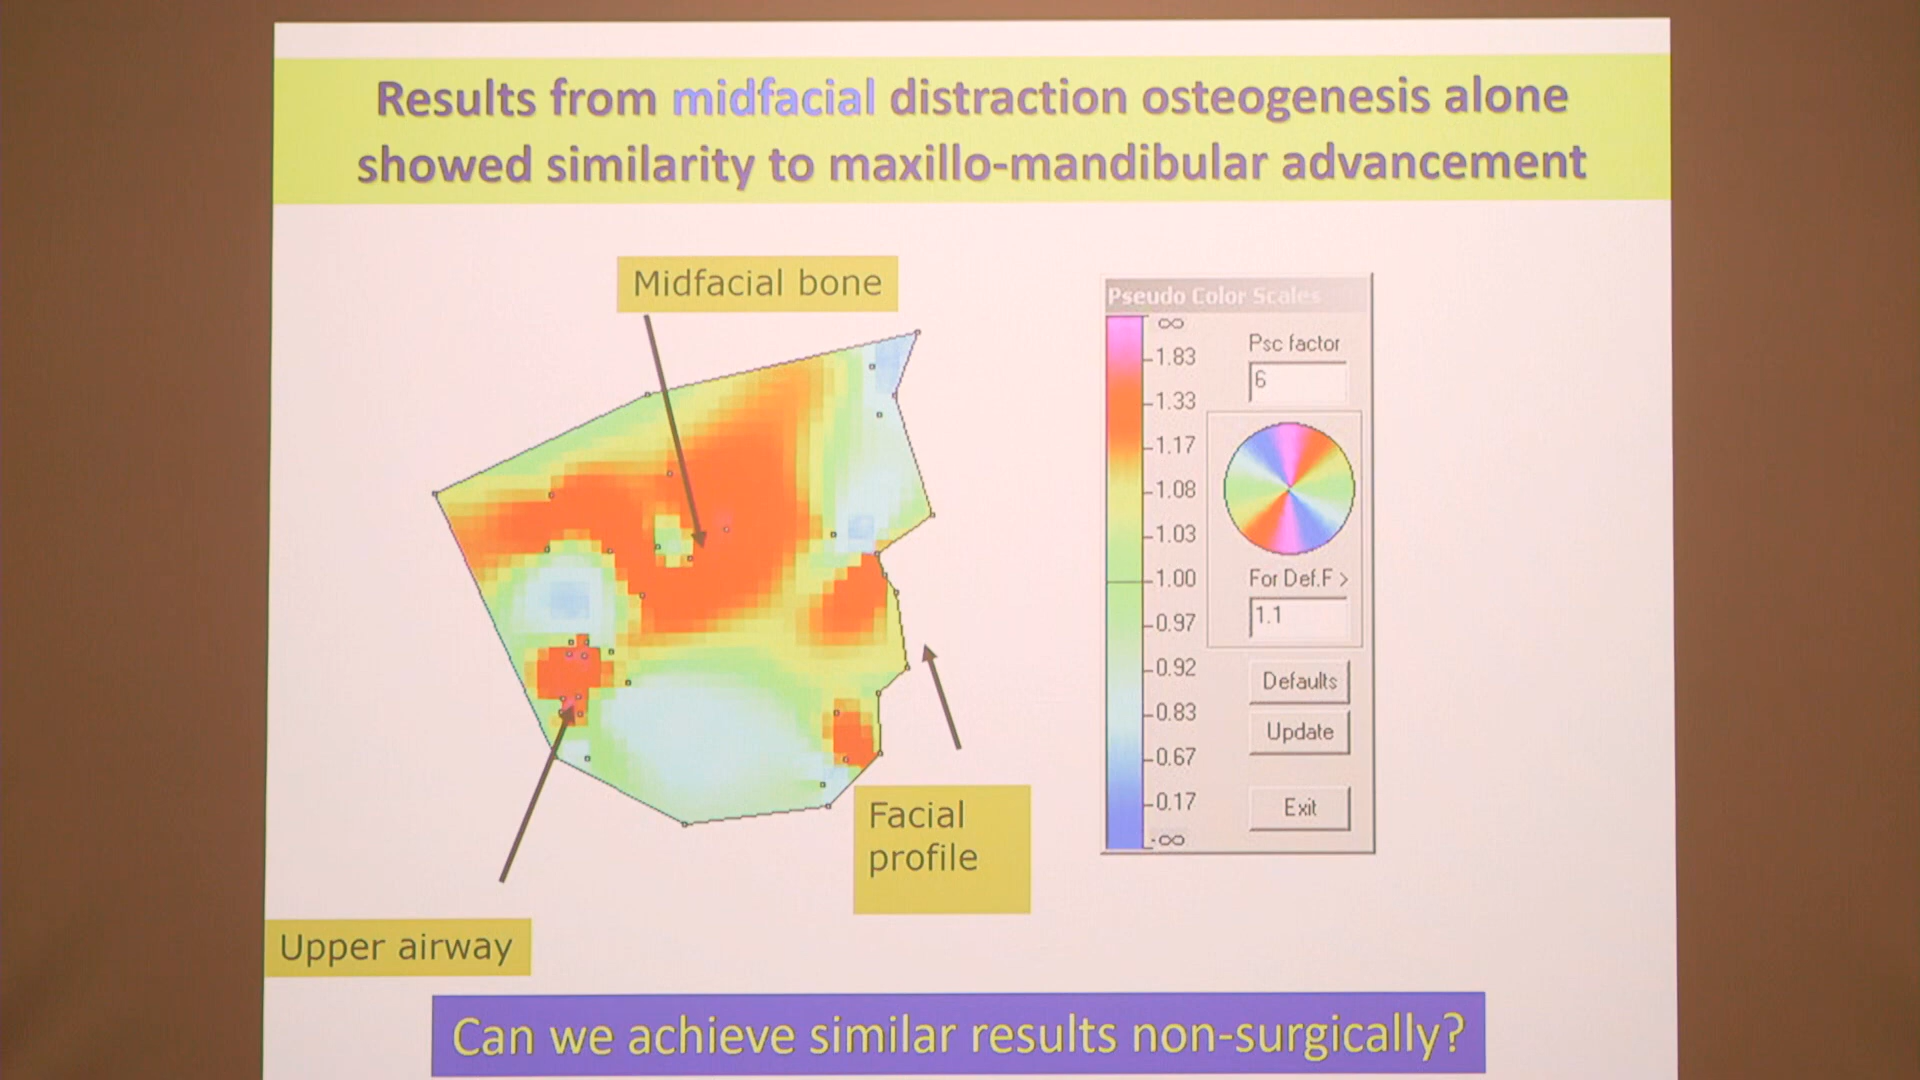 Results from midfacial distraction osteogenesis alone
showed similarity to maxillo-mandibular advancement
Midfacial bone
Pseudo Color Scales
∞
1.83
1.33
1.17
1.08
1.03
1.00
0.97
0.92
0.83
0.67
0.17
-∞
Psc factor
6
For Def.F >
1.1
Defaults
Update
Exit
Facial
profile
Upper airway
Can we achieve similar results non-surgically?